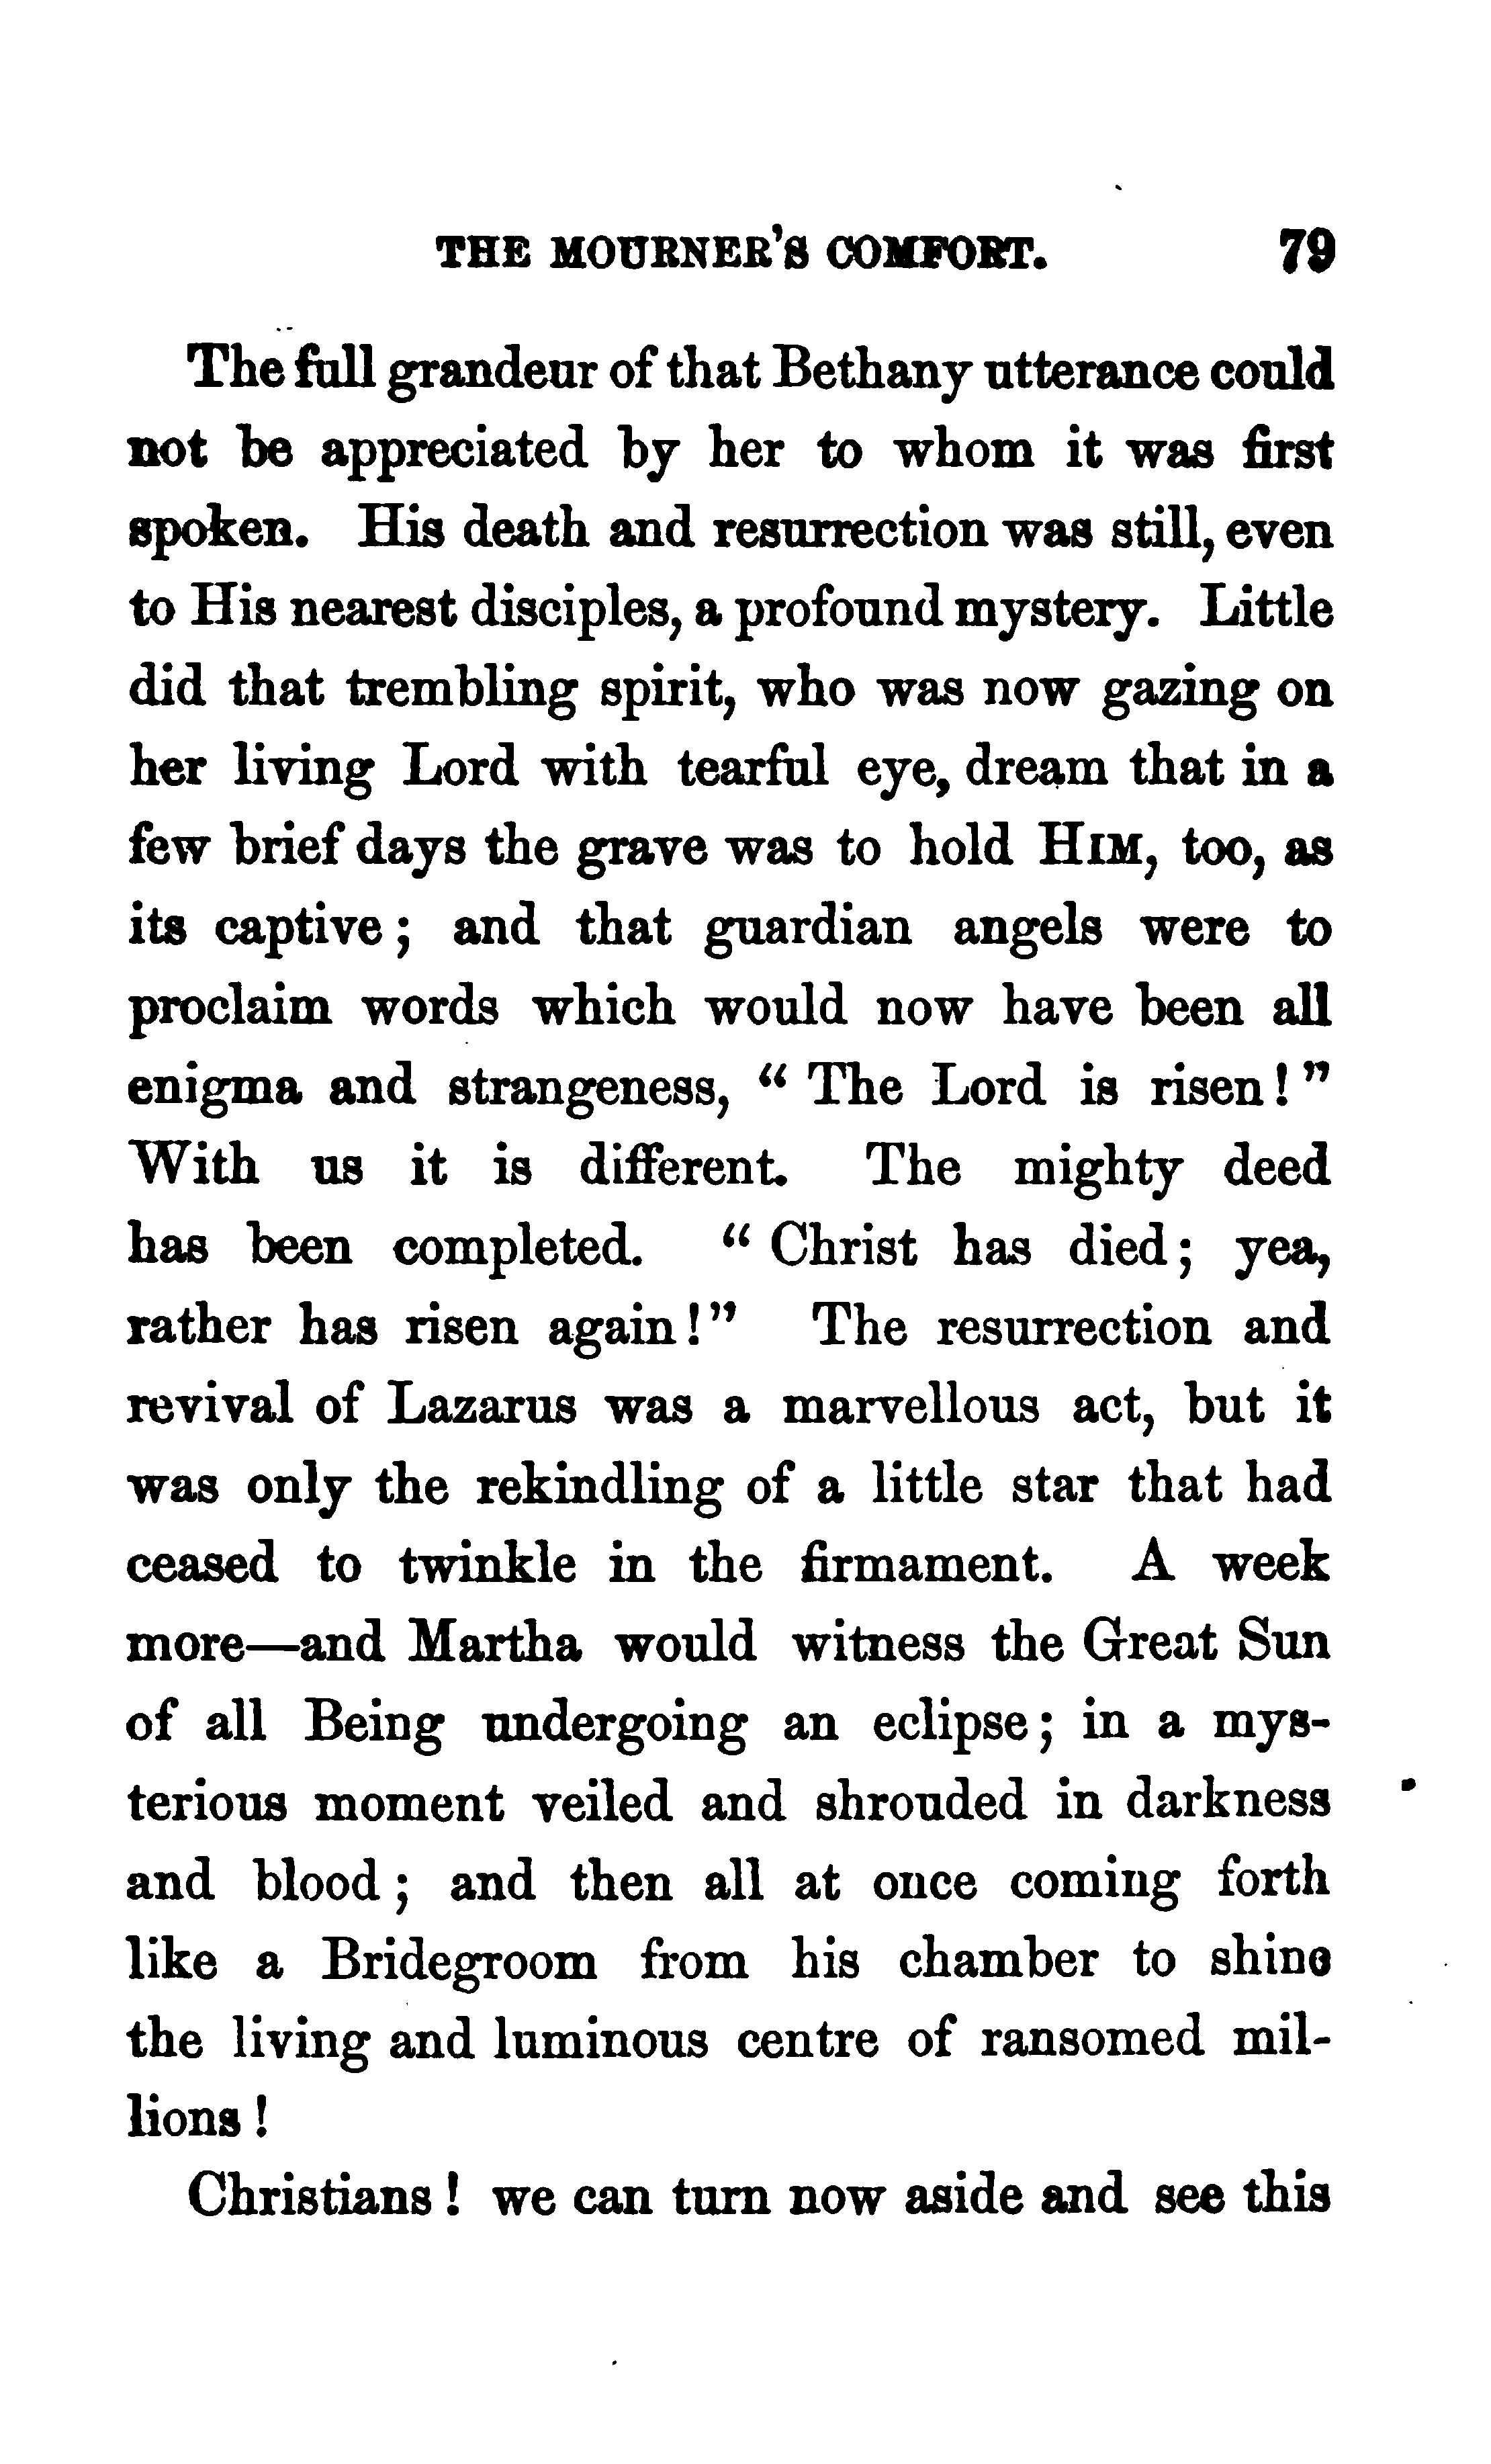 THE MOURNER'S COMFORT. 79
The full grandeur of that Bethany utterance could
not be appreciated by her to whom it was first
spoken. His death and resurrection was still, even
to His nearest disciples, a profound mystery. Little
did that trembling spirit, who was now gazing on
her living Lord with tearful eye, dream that in a
few brief days the grave was to hold HIM, too, as
its captive; and that guardian angels were to
proclaim words which would now have been all
enigma and strangeness, "The Lord is risen!"
With us it is different. The mighty deed
has been completed. "Christ has died; yea,
rather has risen again!" The resurrection and
revival of Lazarus was a marvellous act, but it
was only the rekindling of a little star that had
ceased to twinkle in the firmament. A week
more—and Martha would witness the Great Sun
of all Being undergoing an eclipse; in a mys-
terious moment veiled and shrouded in darkness
and blood; and then all at once coming forth
like a Bridegroom from his chamber to shine
the living and luminous centre of ransomed mil-
lions!
Christians! we can turn now aside and see this